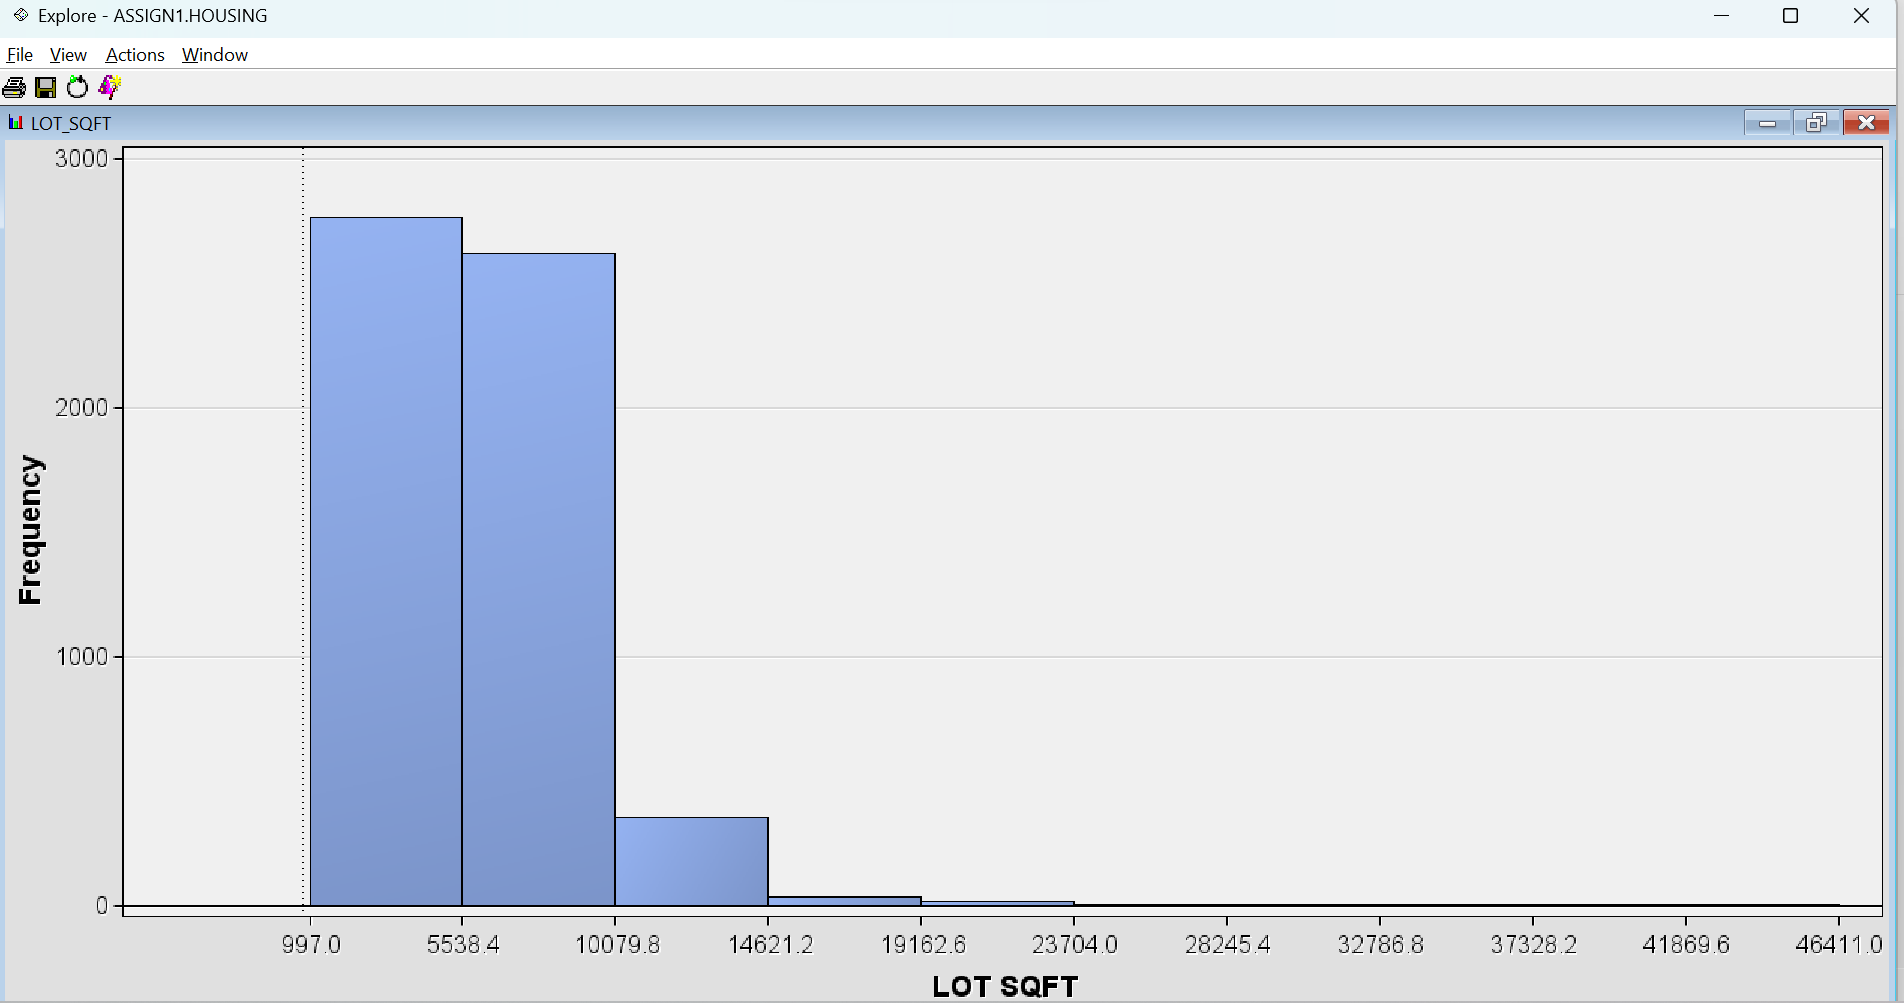 Explore - ASSIGN1.HOUSING
File View Actions Window
LOT_SQFT
3000
2000
1000
0
Frequency
997.0 5538.4 10079.8 14621.2 19162.6 23704.0 28245.4 32786.8 37328.2 41869.6 46411.0
LOT SQFT